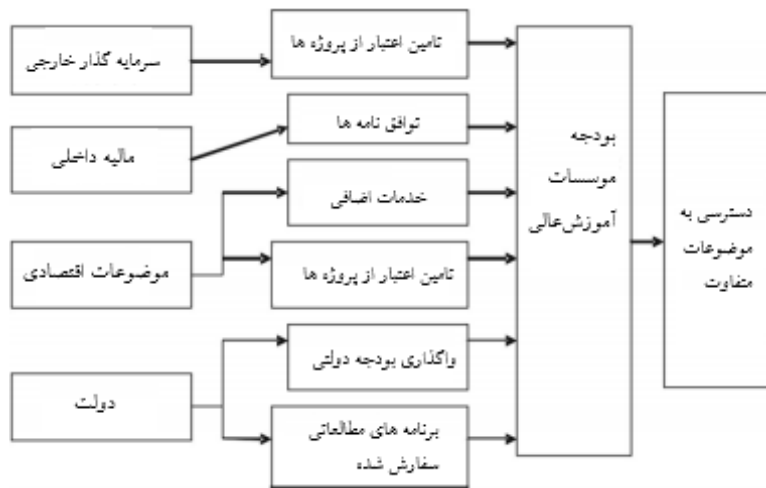 سرمایه گذار خارجی
مالیه داخلی
موضوعات اقتصادی
دولت
تامین اعتبار از پروژه ها
توافق نامه ها
خدمات اضافی
تامین اعتبار از پروژه ها
واگذاری بودجه دولتی
برنامه های مطالعاتی
سفارش شده
بودجه
موسسات
آموزش‌عالی
دسترسی به
موضوعات
متفاوت